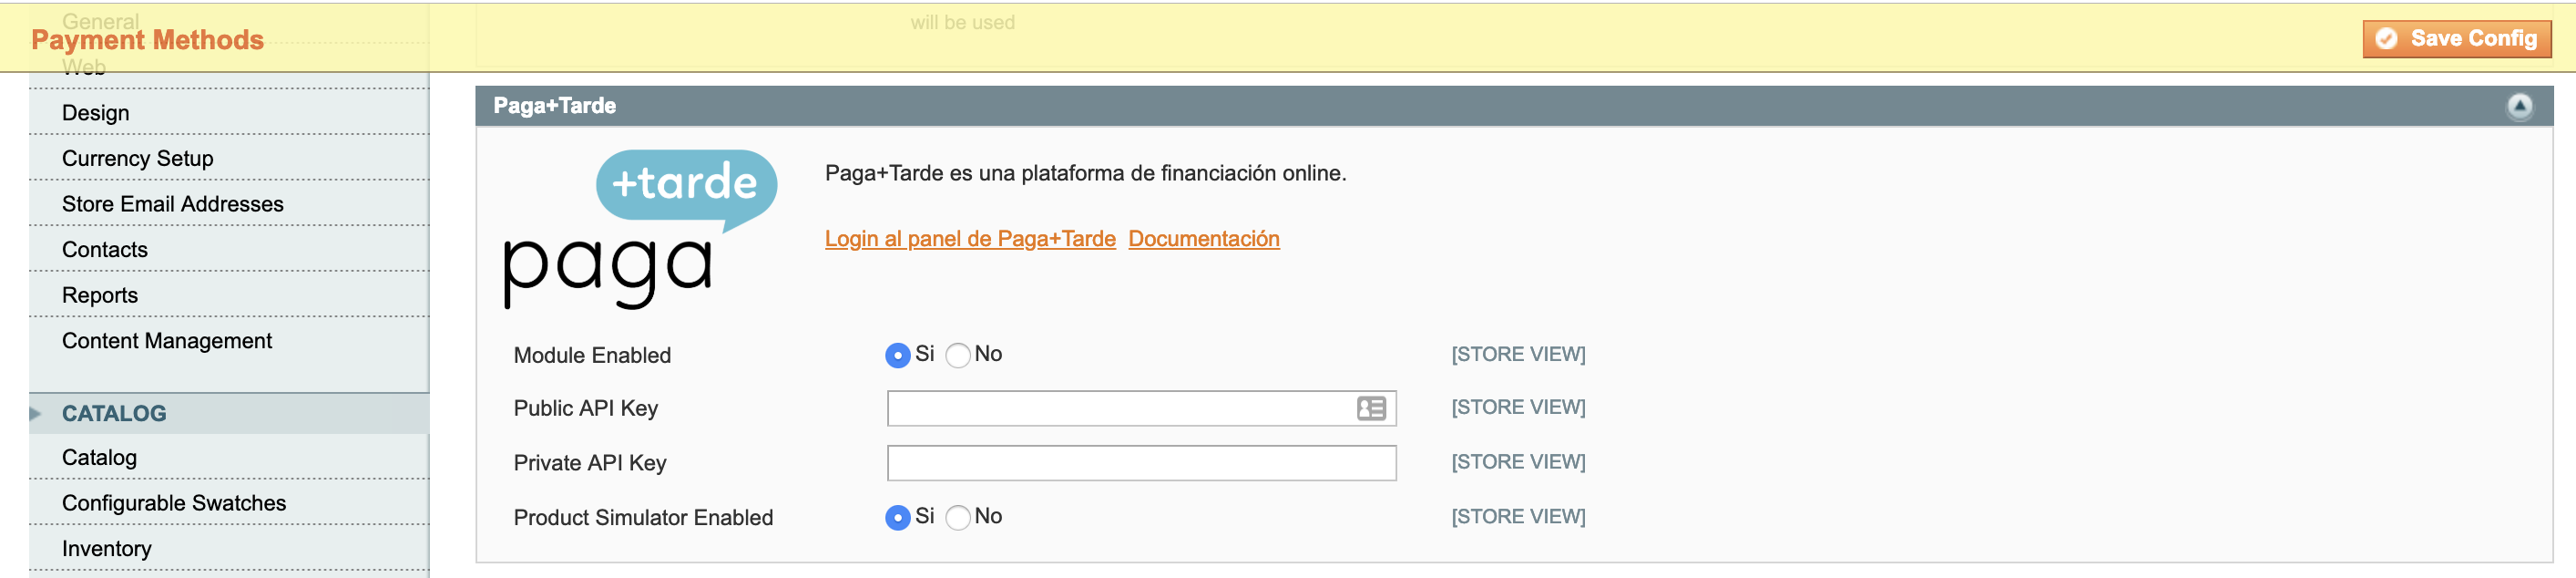 General
will be used
Payment Methods
Save Config
Web
Design
Currency Setup
Store Email Addresses
Contacts
Reports
Content Management
CATALOG
Catalog
Configurable Swatches
Inventory
Paga+Tarde
+tarde
paga
Paga+Tarde es una plataforma de financiación online.
Login al panel de Paga+Tarde Documentación
Module Enabled Si No [STORE VIEW]
Public API Key [STORE VIEW]
Private API Key [STORE VIEW]
Product Simulator Enabled Si No [STORE VIEW]